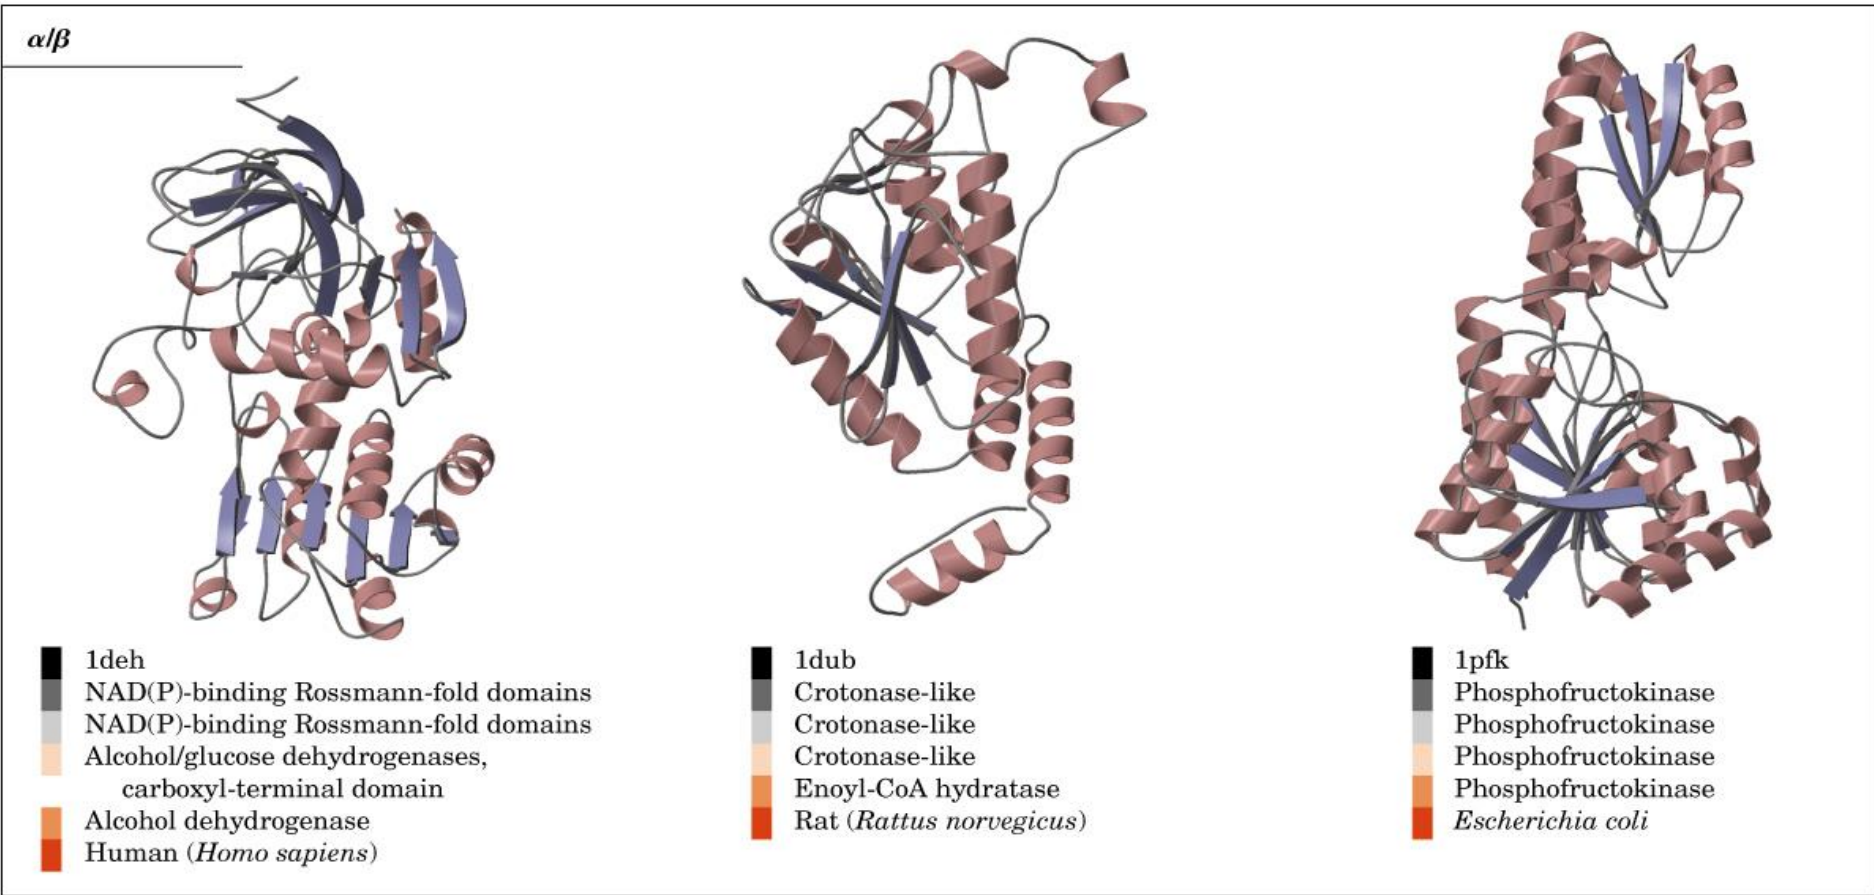 α/β
1deh
NAD(P)-binding Rossmann-fold domains
NAD(P)-binding Rossmann-fold domains
Alcohol/glucose dehydrogenases,
carboxyl-terminal domain
Alcohol dehydrogenase
Human (Homo sapiens)
1dub
Crotonase-like
Crotonase-like
Crotonase-like
Enoyl-CoA hydratase
Rat (Rattus norvegicus)
1pfk
Phosphofructokinase
Phosphofructokinase
Phosphofructokinase
Phosphofructokinase
Escherichia coli